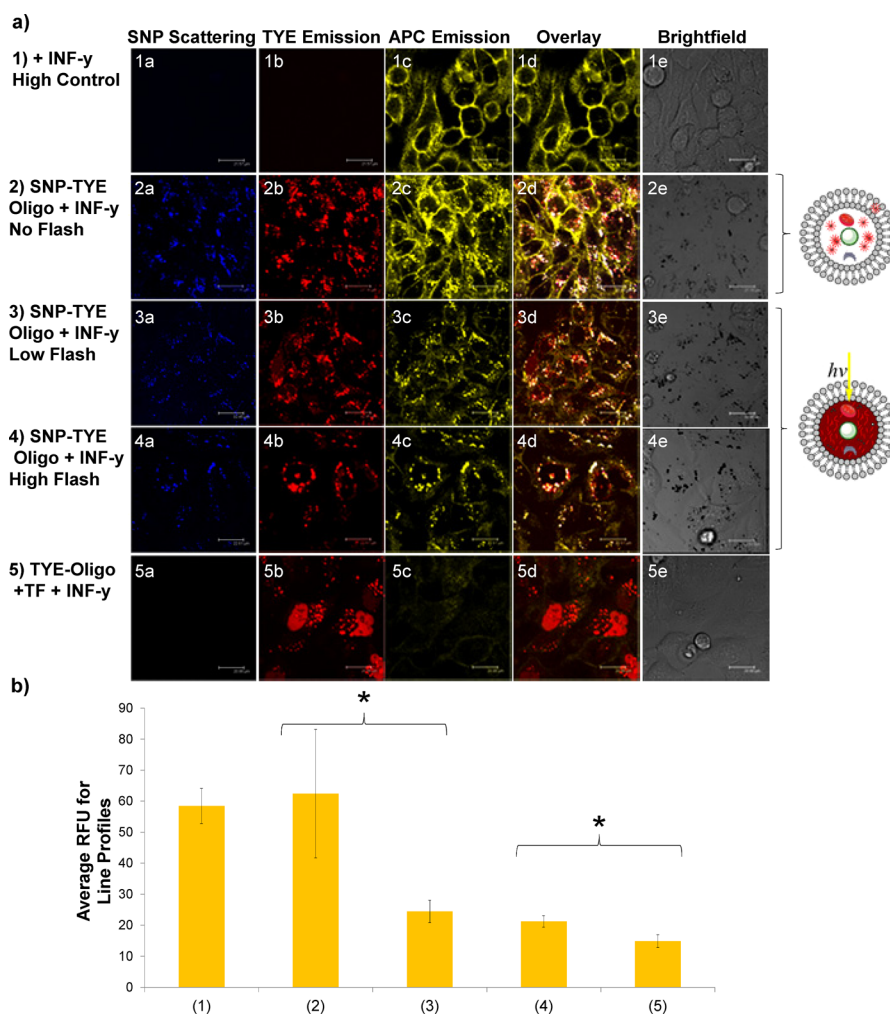 a)
SNP Scattering TYE Emission APC Emission Overlay Brightfield
1) + INF-y
High Control
1a 1b 1c 1d 1e
2) SNP-TYE
Oligo + INF-y
No Flash
2a 2b 2c 2d 2e
3) SNP-TYE
Oligo + INF-y
Low Flash
3a 3b 3c 3d 3e
hν
4) SNP-TYE
Oligo + INF-y
High Flash
4a 4b 4c 4d 4e
5) TYE-Oligo
+TF + INF-y
5a 5b 5c 5d 5e
b)
Average RFU for
Line Profiles
90
80
70
60
50
40
30
20
10
0
* *
(1) (2) (3) (4) (5)